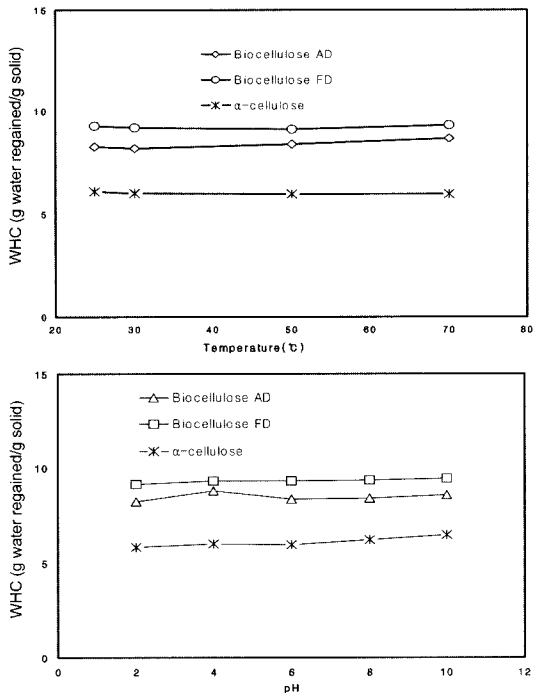 15
Biocellulose AD
Biocellulose FD
α-cellulose
10
WHC (g water regained/g solid)
5
0
20 30 40 50 60 70 80
Temperature(℃)
15
Biocellulose AD
Biocellulose FD
α-cellulose
10
WHC (g water regained/g solid)
5
0
0 2 4 6 8 10 12
pH